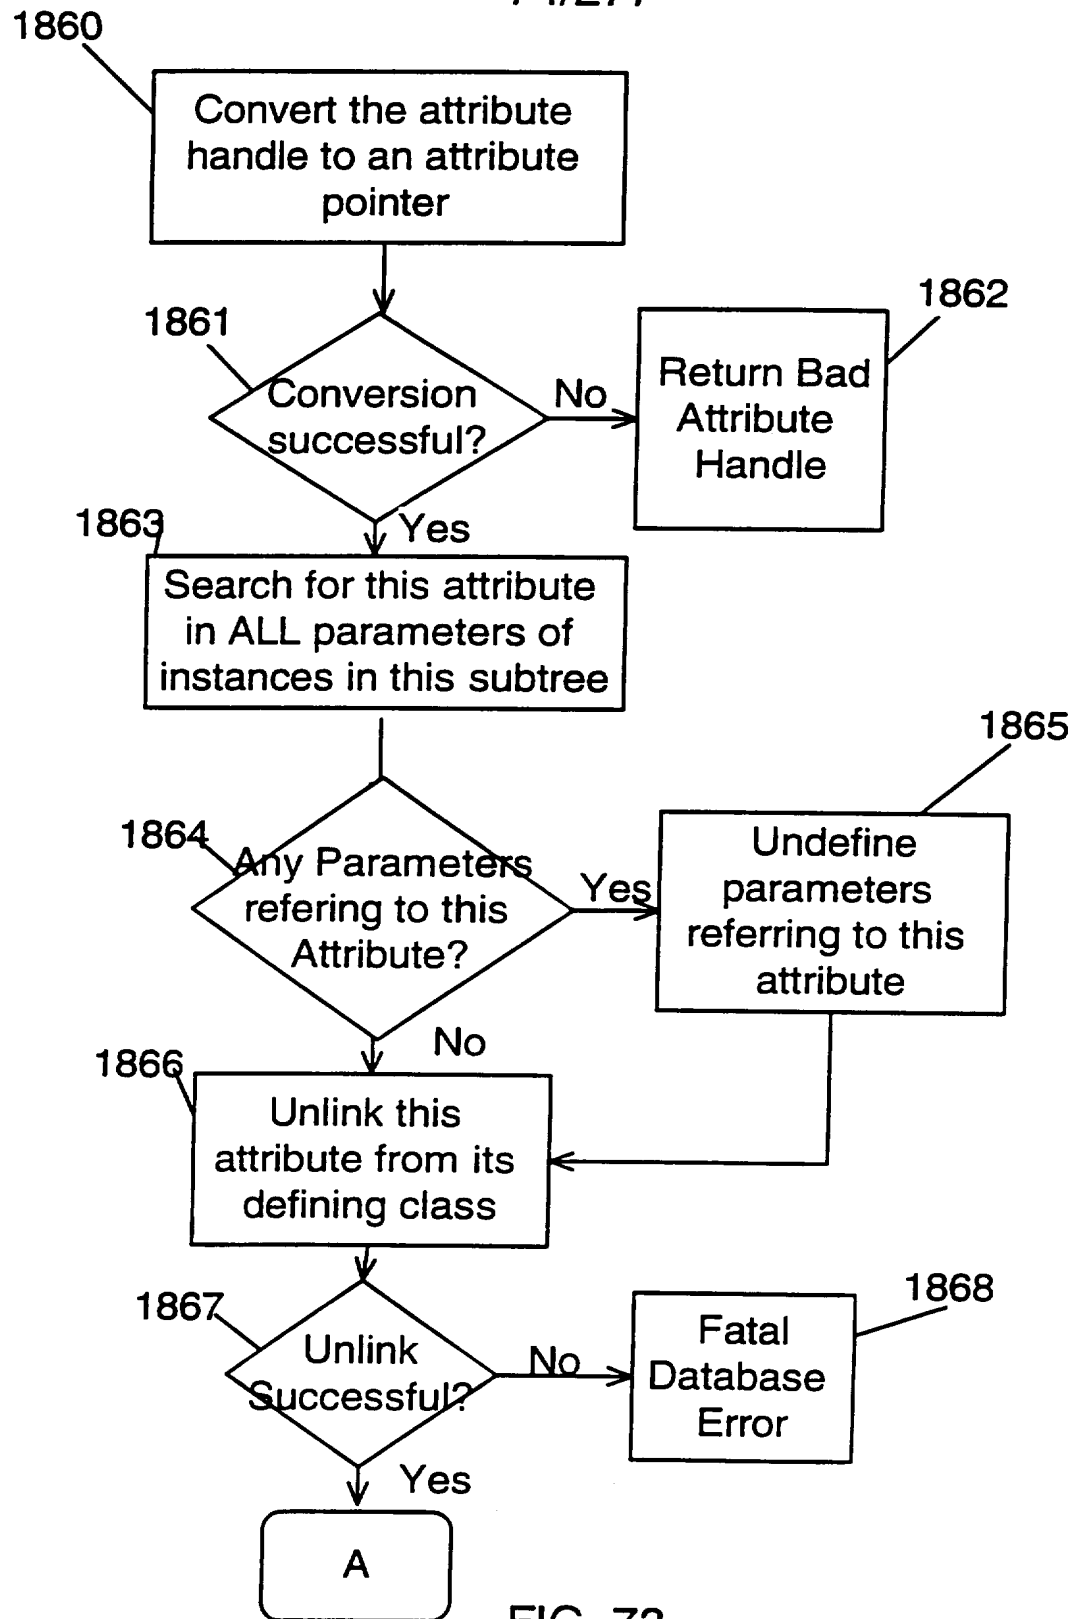 1860
Convert the attribute
handle to an attribute
pointer
1861
Conversion
successful?
No
1862
Return Bad
Attribute
Handle
Yes
1863
Search for this attribute
in ALL parameters of
instances in this subtree
1864
Any Parameters
refering to this
Attribute?
Yes
1865
Undefine
parameters
referring to this
attribute
No
1866
Unlink this
attribute from its
defining class
1867
Unlink
Successful?
No
1868
Fatal
Database
Error
Yes
A